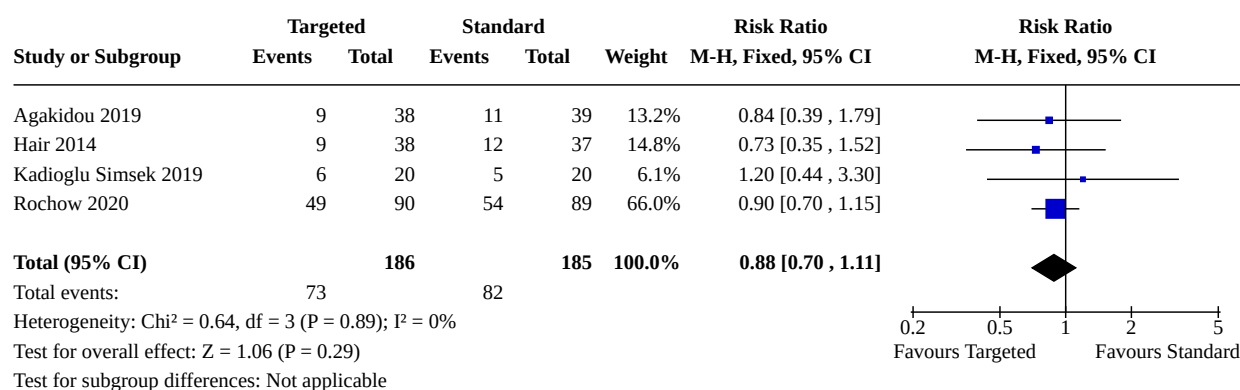 Targeted Standard Risk Ratio Risk Ratio
Study or Subgroup Events Total Events Total Weight M-H, Fixed, 95% CI M-H, Fixed, 95% CI
Agakidou 2019 9 38 11 39 13.2% 0.84 [0.39 , 1.79]
Hair 2014 9 38 12 37 14.8% 0.73 [0.35 , 1.52]
Kadioglu Simsek 2019 6 20 5 20 6.1% 1.20 [0.44 , 3.30]
Rochow 2020 49 90 54 89 66.0% 0.90 [0.70 , 1.15]
Total (95% CI) 186 185 100.0% 0.88 [0.70 , 1.11]
Total events: 73 82
Heterogeneity: Chi² = 0.64, df = 3 (P = 0.89); I² = 0%
0.2 0.5 1 2 5
Test for overall effect: Z = 1.06 (P = 0.29) Favours Targeted Favours Standard
Test for subgroup differences: Not applicable